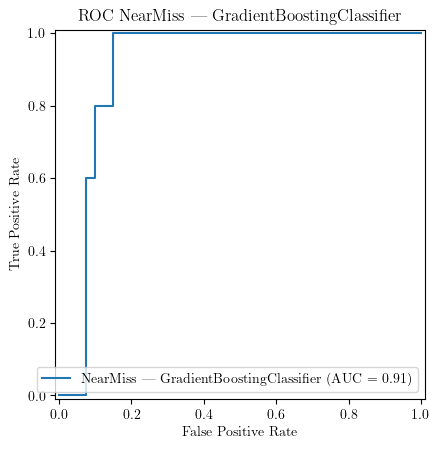 ROC NearMiss — GradientBoostingClassifier
1.0
0.8
0.6
0.4
0.2
0.0
True Positive Rate
NearMiss — GradientBoostingClassifier (AUC = 0.91)
0.0 0.2 0.4 0.6 0.8 1.0
False Positive Rate